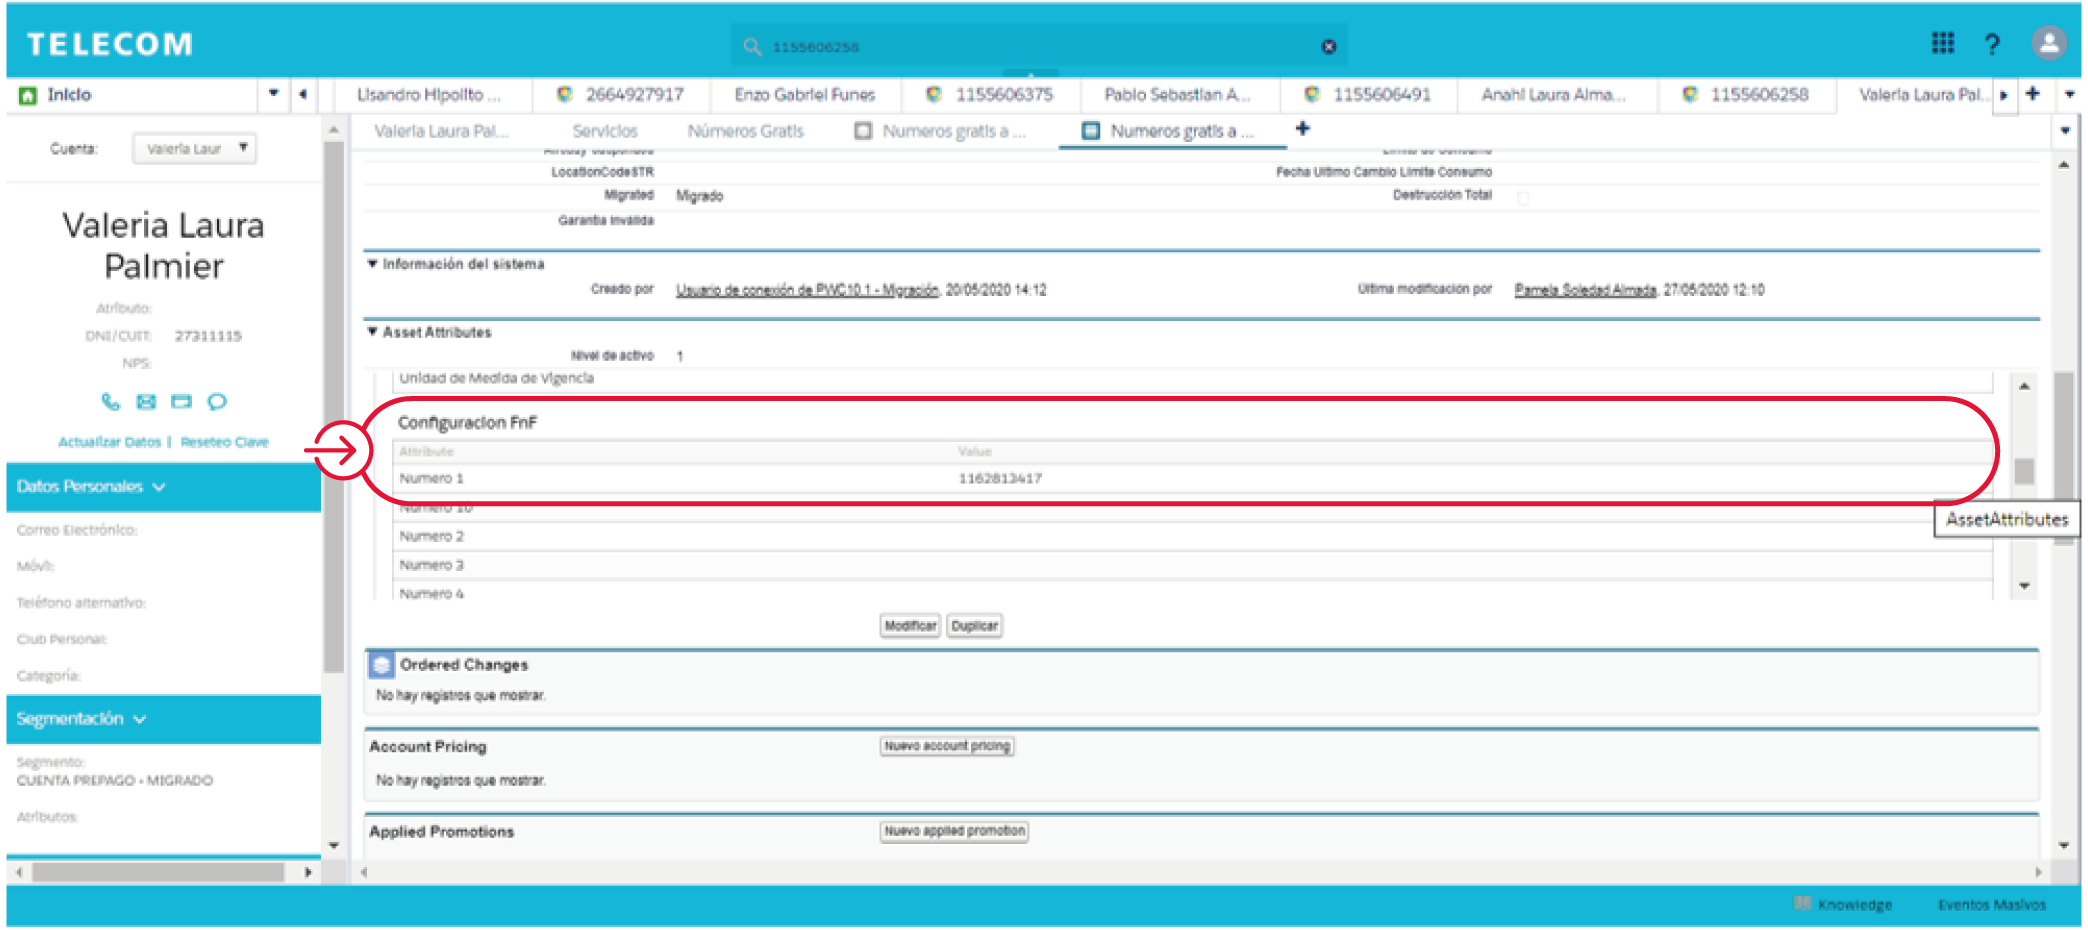 TELECOM
1155606258
?
Inicio
Lisandro Hipolito ...
2664927917
Enzo Gabriel Funes
1155606375
Pablo Sebastian A...
1155606491
Anahi Laura Alma...
1155606258
Valeria Laura Pal...
Cuenta:
Valeria Laur
Valeria Laura Pal...
Servicios
Números Gratis
Numeros gratis a ...
Numeros gratis a ...
Valeria Laura
Palmier
Atributo:
DNI/CUIT: 27311115
NPS:
Actualizar Datos | Reseteo Clave
Datos Personales
Correo Electrónico:
Móvil:
Teléfono alternativo:
Club Personal:
Categoría:
Segmentación
Segmento:
CUENTA PREPAGO - MIGRADO
Atributos:
Limite de Consumo
LocationCodeSTR
Fecha Ultimo Cambio Limite Consumo
Migrated Migrado
Destrucción Total
Garantia Inválida
Información del sistema
Creado por Usuario de conexión de PWC10.1 - Migración, 20/05/2020 14:12
Última modificación por Pamela Soledad Almada, 27/05/2020 12:10
Asset Attributes
Nivel de activo 1
Unidad de Medida de Vigencia
Configuracion FnF
Attribute Value
Numero 1 1162813417
Numero 10
Numero 2
Numero 3
Numero 4
AssetAttributes
Modificar Duplicar
Ordered Changes
No hay registros que mostrar.
Account Pricing
Nuevo account pricing
No hay registros que mostrar.
Applied Promotions
Nuevo applied promotion
Knowledge
Eventos Masivos